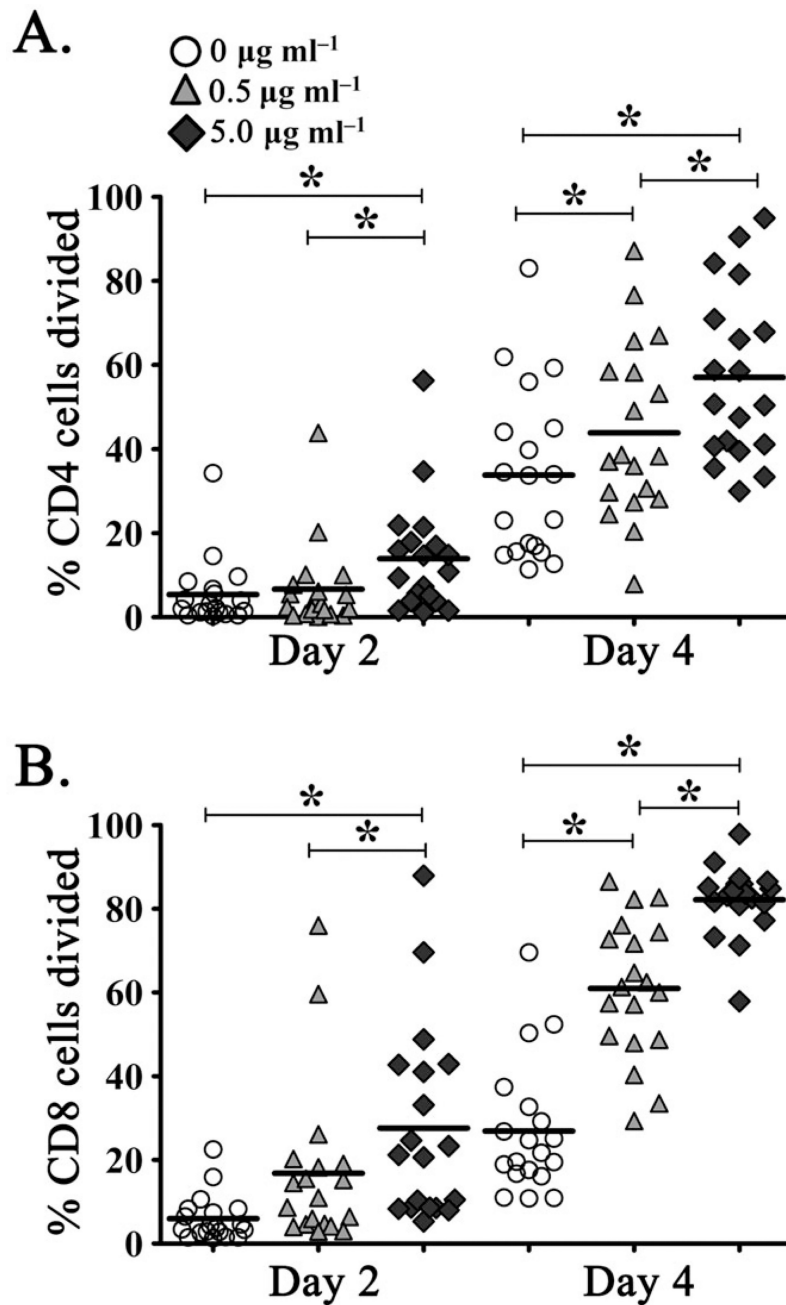 A.
0 µg ml⁻¹
0.5 µg ml⁻¹
5.0 µg ml⁻¹
* *
* * *
100
80
60
40
20
0
% CD4 cells divided
Day 2 Day 4
B.
* *
* * *
100
80
60
40
20
0
% CD8 cells divided
Day 2 Day 4